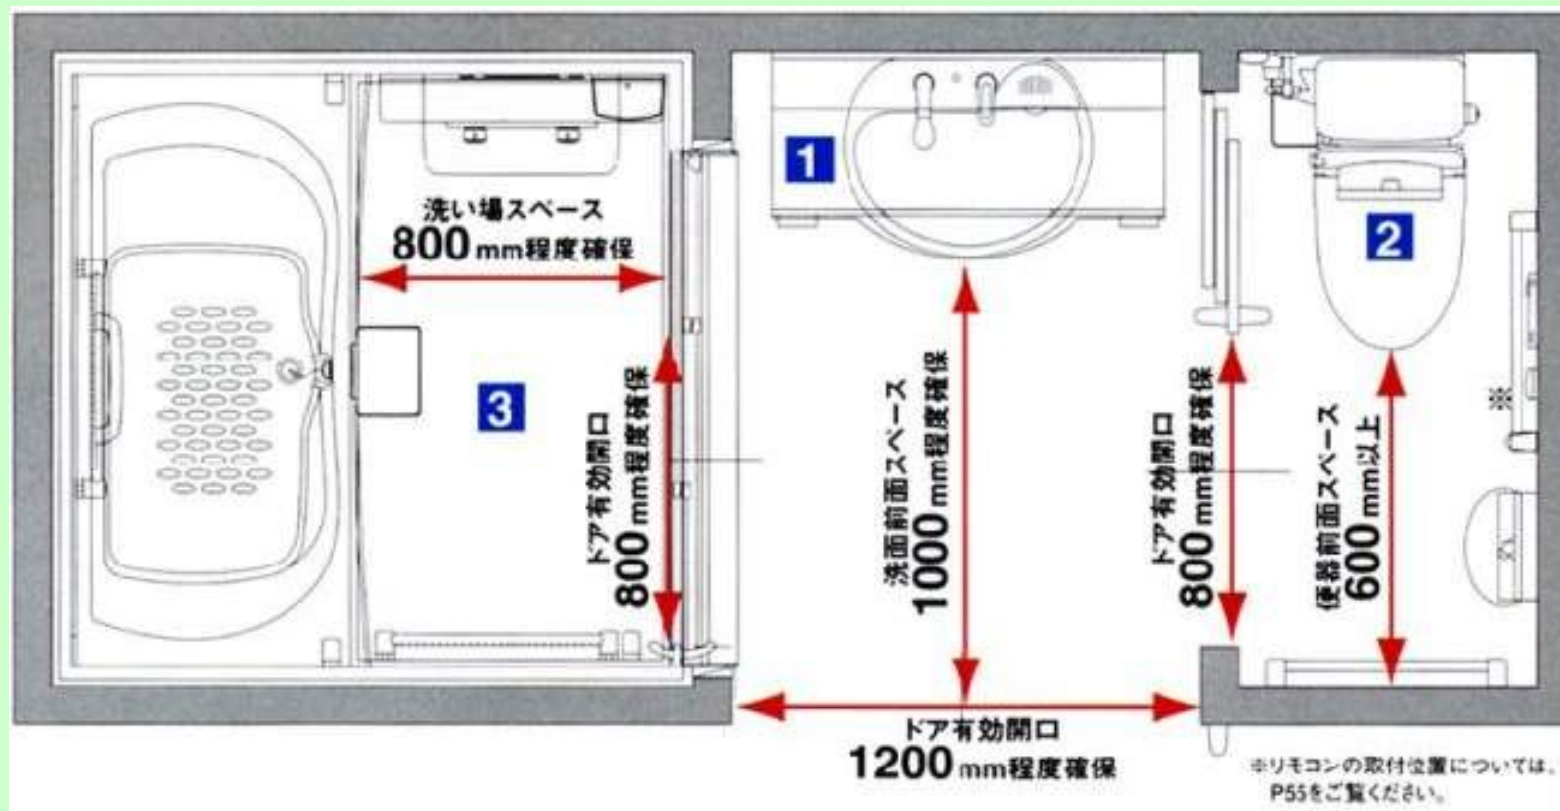 1
2
3
洗い場スペース
800mm程度確保
ドア有効開口
800mm程度確保
洗面前面スペース
1000mm程度確保
ドア有効開口
800mm程度確保
便器前面スペース
600mm以上
※
ドア有効開口
1200mm程度確保
※リモコンの取付位置については、
P55をご覧ください。